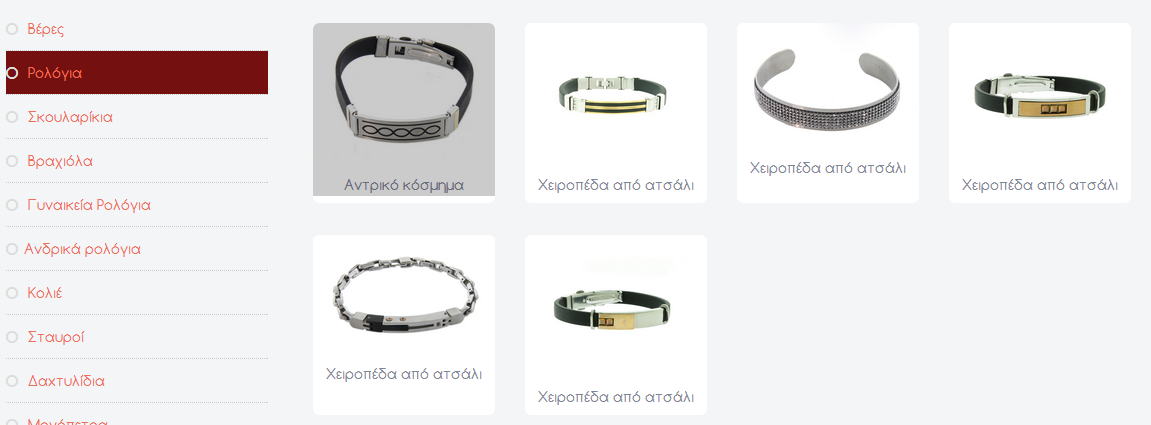 Βέρες
Ρολόγια
Σκουλαρίκια
Βραχιόλα
Γυναικεία Ρολόγια
Ανδρικά ρολόγια
Κολιέ
Σταυροί
Δαχτυλίδια
Μονόπετρα
Αντρικό κόσμημα
Χειροπέδα από ατσάλι
Χειροπέδα από ατσάλι
Χειροπέδα από ατσάλι
Χειροπέδα από ατσάλι
Χειροπέδα από ατσάλι